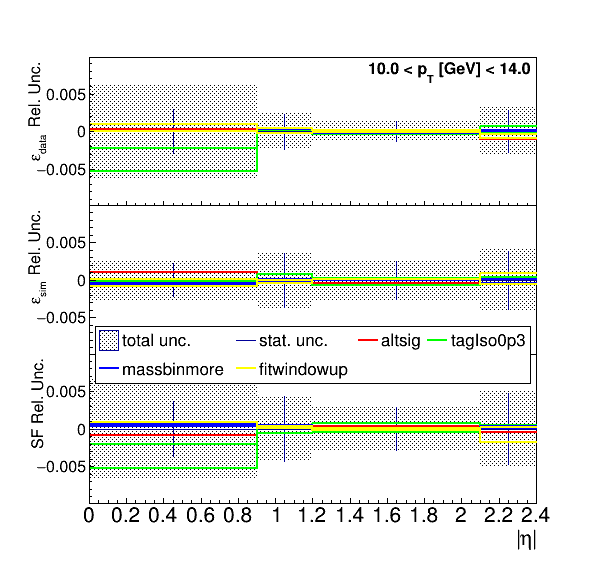 10.0 < p_T [GeV] < 14.0
ε_data Rel. Unc.
0.005
0
−0.005
ε_sim Rel. Unc.
0.005
0
−0.005
total unc. stat. unc. altsig tagIso0p3
massbinmore fitwindowup
SF Rel. Unc.
0.005
0
−0.005
0 0.2 0.4 0.6 0.8 1 1.2 1.4 1.6 1.8 2 2.2 2.4
|η|